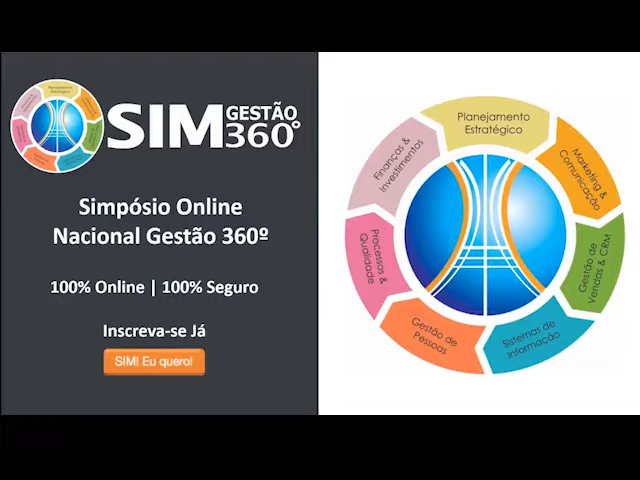 SIM GESTÃO
360°
Simpósio Online
Nacional Gestão 360º
100% Online | 100% Seguro
Inscreva-se Já
SIM! Eu quero!
Planejamento
Estratégico
Marketing &
Comunicação
Gestão de
Vendas & CRM
Sistemas de
Informação
Gestão de
Pessoas
Processos &
Qualidade
Finanças &
Investimentos